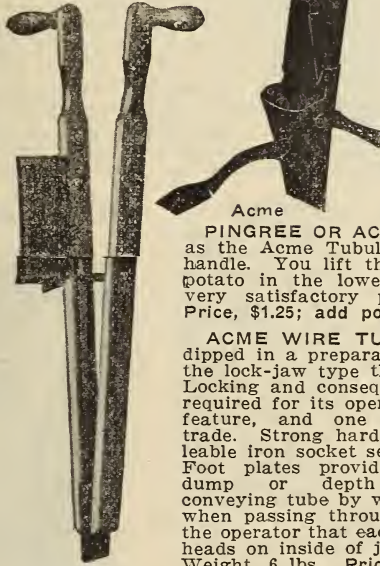 Acme
PINGREE OR AC
as the Acme Tubul
handle. You lift th
potato in the lowe
very satisfactory p
Price, $1.25; add po
ACME WIRE TU
dipped in a prepara
the lock-jaw type th
Locking and conseq
required for its oper
feature, and one
trade. Strong hard
leable iron socket se
Foot plates provid
dump or depth
conveying tube by w
when passing throu
the operator that eac
heads on inside of j
Weight 6 lbs. Pric